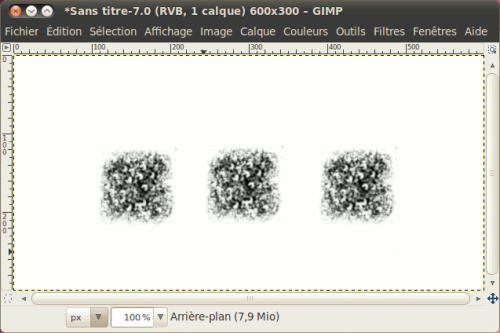 *Sans titre-7.0 (RVB, 1 calque) 600x300 – GIMP
Fichier Édition Sélection Affichage Image Calque Couleurs Outils Filtres Fenêtres Aide
0 100 200 300 400 500
0
100
200
px 100 % Arrière-plan (7,9 Mio)